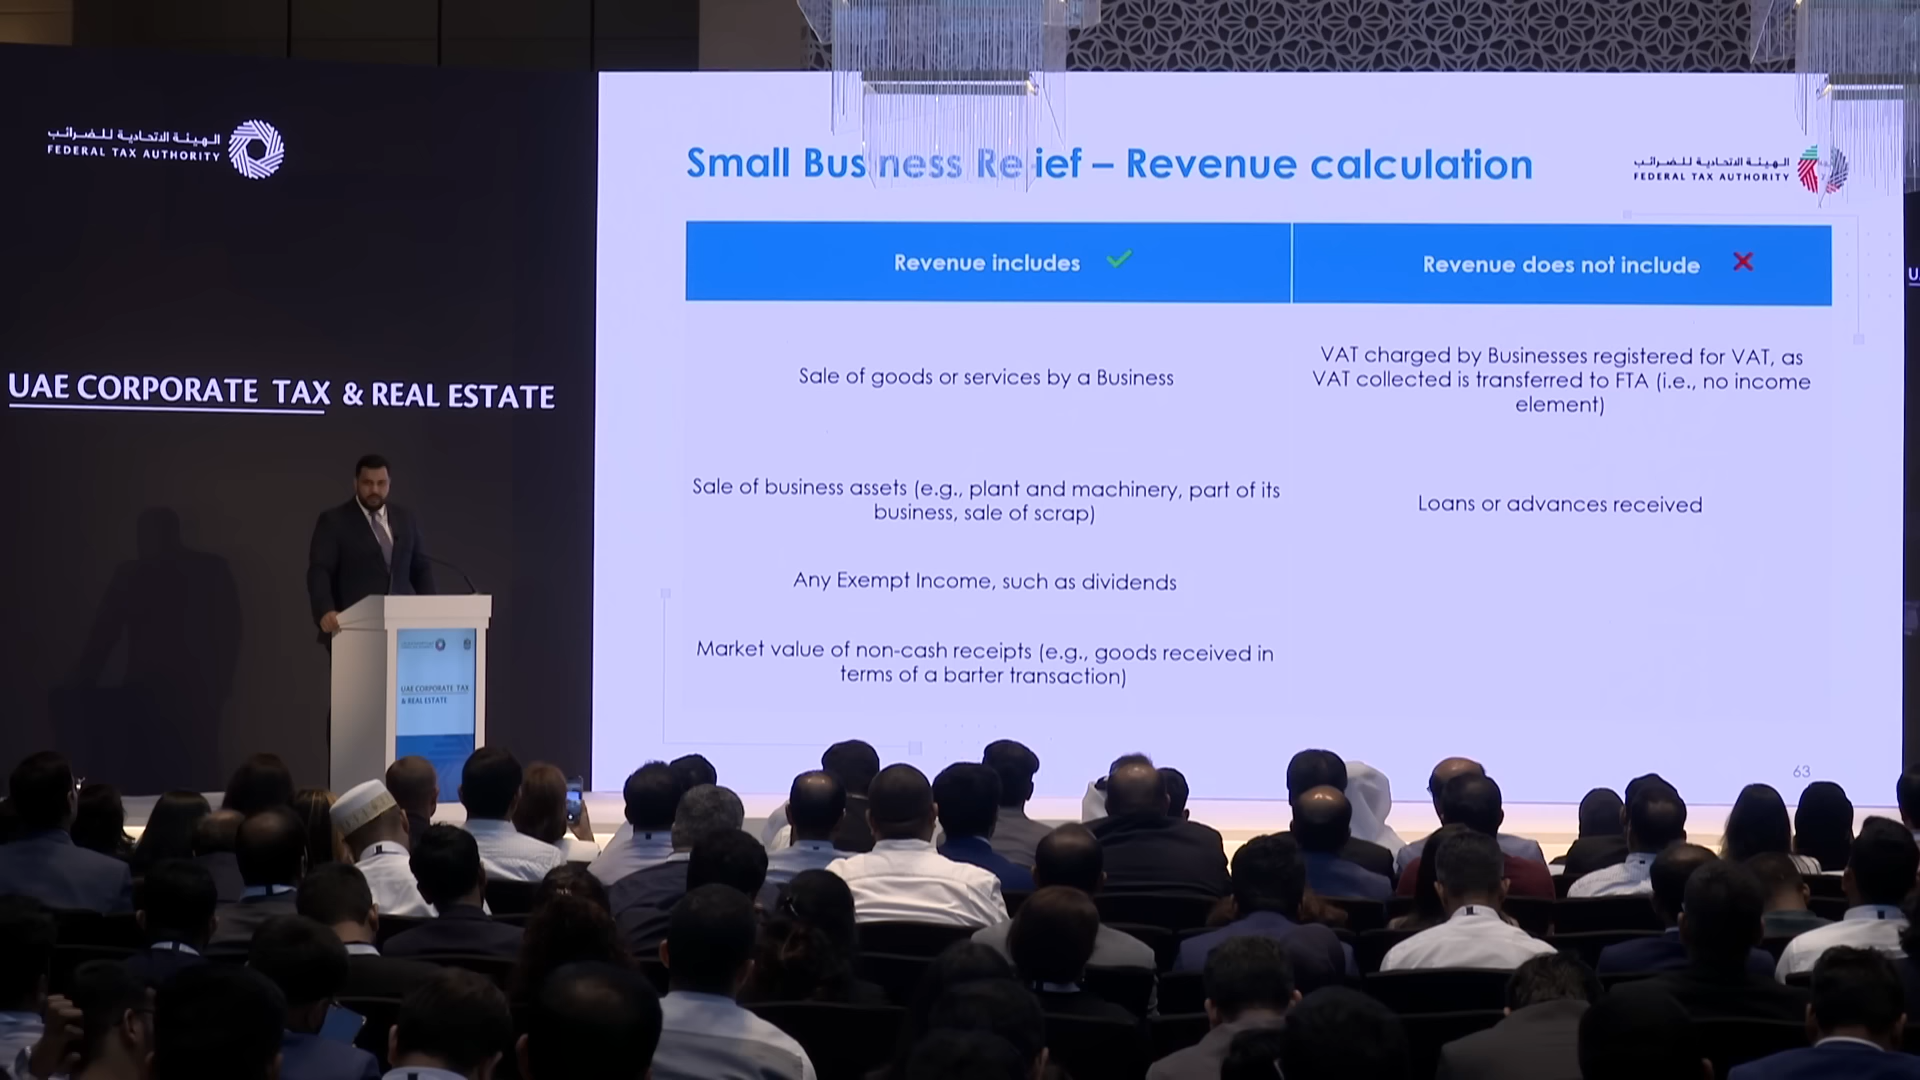 الهيئة الاتحادية للضرائب
FEDERAL TAX AUTHORITY
UAE CORPORATE TAX & REAL ESTATE
Small Business Relief – Revenue calculation
الهيئة الاتحادية للضرائب
FEDERAL TAX AUTHORITY
Revenue includes
Revenue does not include
Sale of goods or services by a Business
VAT charged by Businesses registered for VAT, as
VAT collected is transferred to FTA (i.e., no income
element)
Sale of business assets (e.g., plant and machinery, part of its
business, sale of scrap)
Loans or advances received
Any Exempt Income, such as dividends
Market value of non-cash receipts (e.g., goods received in
terms of a barter transaction)
63
UAE CORPORATE TAX
& REAL ESTATE